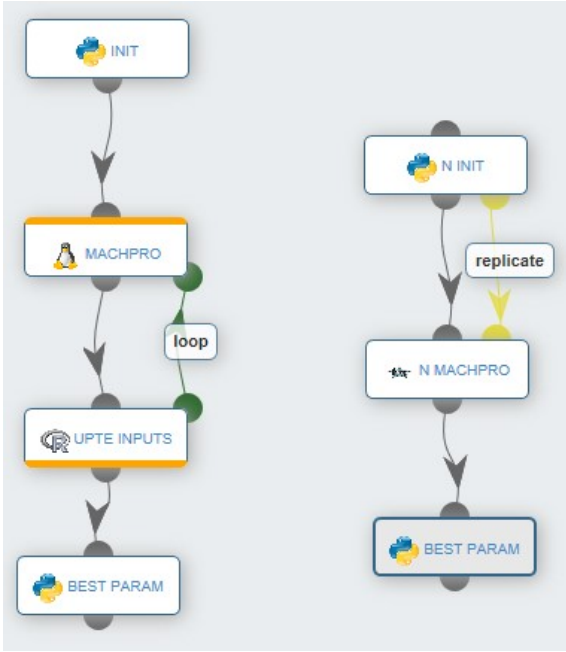 INIT
MACHPRO
loop
UPTE INPUTS
BEST PARAM
N INIT
replicate
N MACHPRO
BEST PARAM